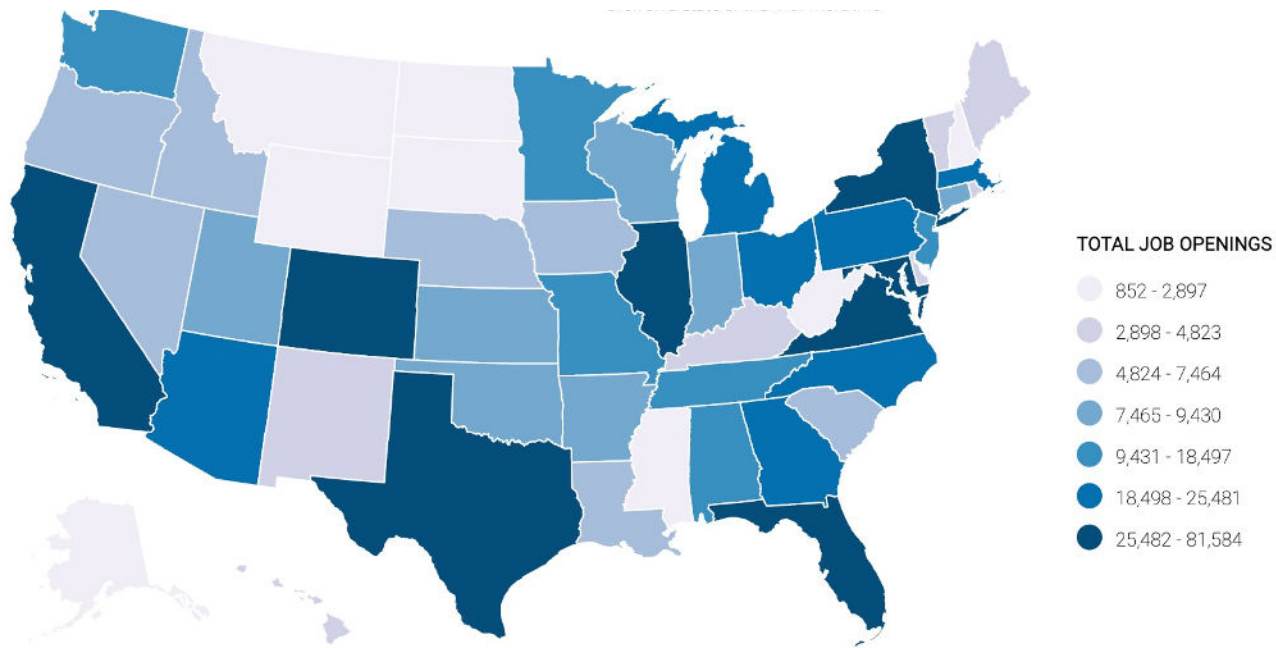 TOTAL JOB OPENINGS
852 - 2,897
2,898 - 4,823
4,824 - 7,464
7,465 - 9,430
9,431 - 18,497
18,498 - 25,481
25,482 - 81,584